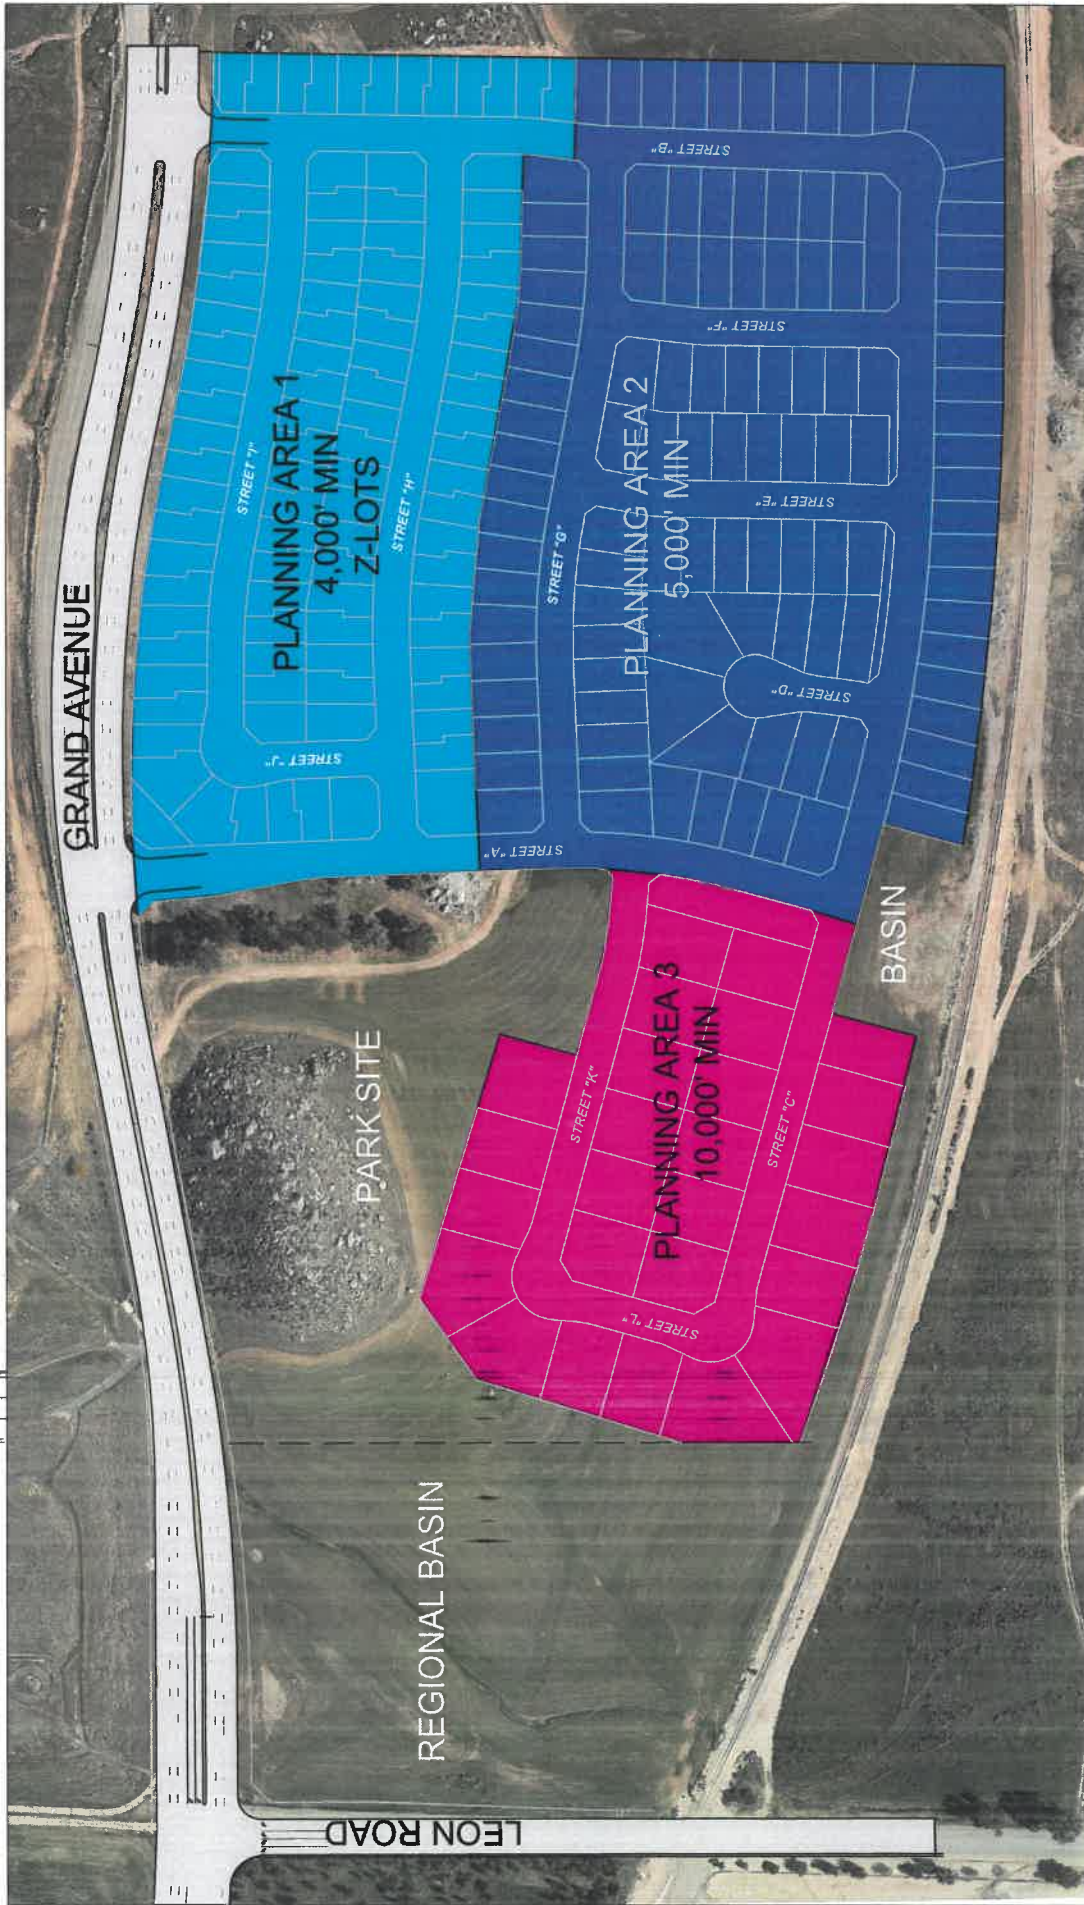 GRAND AVENUE
PLANNING AREA 1
4,000' MIN
Z-LOTS
STREET "I"
STREET "H"
STREET "J"
STREET "A"
STREET "B"
STREET "G"
PLANNING AREA 2
5,000' MIN
STREET "F"
STREET "E"
STREET "D"
PARK SITE
PLANNING AREA 3
10,000' MIN
STREET "K"
STREET "C"
STREET "L"
BASIN
REGIONAL BASIN
LEON ROAD